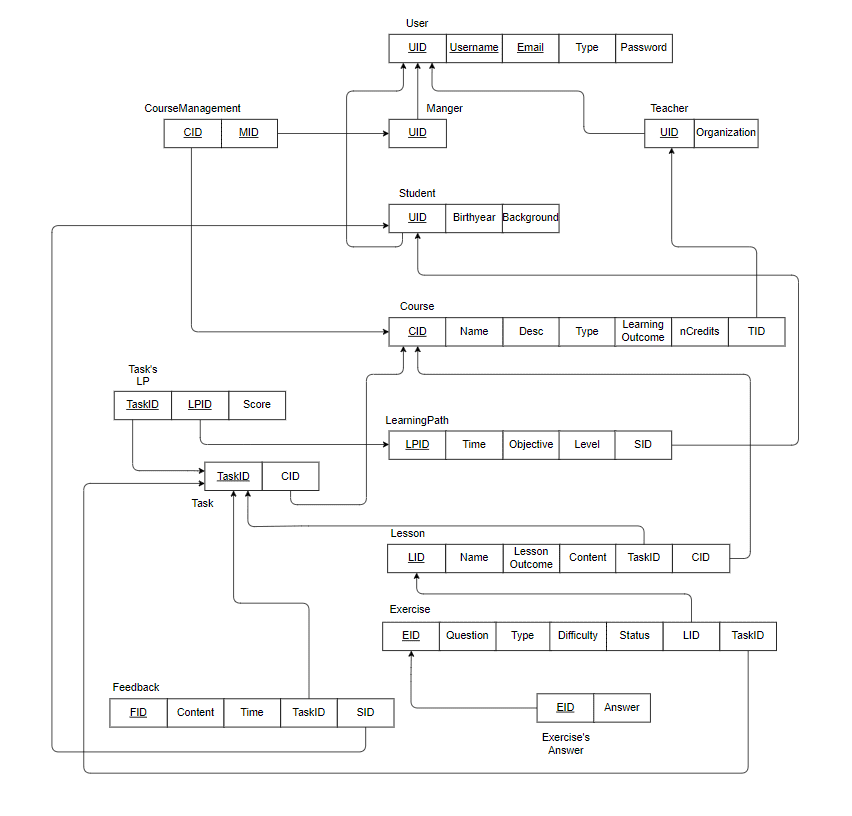 User
UID Username Email Type Password
CourseManagement
CID MID
Manger
UID
Teacher
UID Organization
Student
UID Birthyear Background
Course
CID Name Desc Type Learning Outcome nCredits TID
Task's
LP
TaskID LPID Score
LearningPath
LPID Time Objective Level SID
TaskID CID
Task
Lesson
LID Name Lesson Outcome Content TaskID CID
Exercise
EID Question Type Difficulty Status LID TaskID
Feedback
FID Content Time TaskID SID
EID Answer
Exercise's
Answer